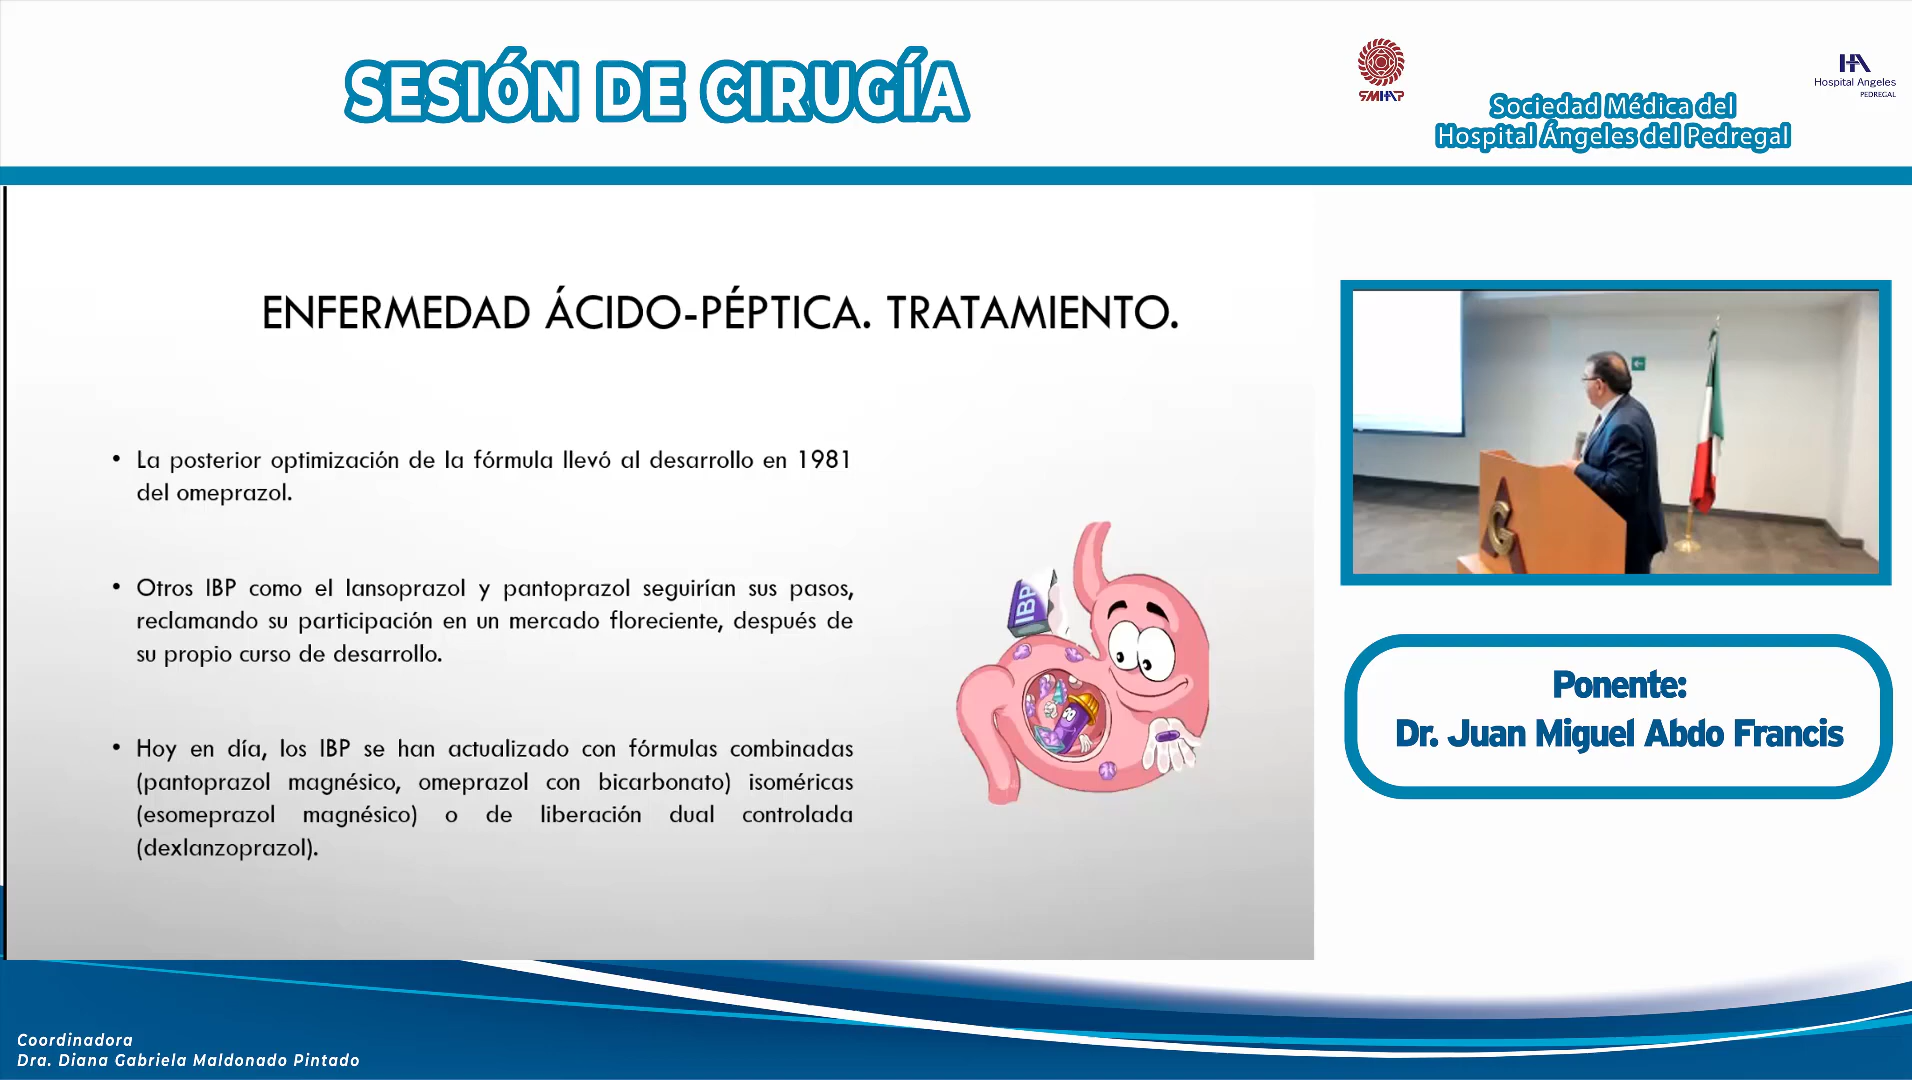 SESIÓN DE CIRUGÍA
SMHAP
HA
Hospital Angeles
PEDREGAL
Sociedad Médica del
Hospital Ángeles del Pedregal
ENFERMEDAD ÁCIDO-PÉPTICA. TRATAMIENTO.
• La posterior optimización de la fórmula llevó al desarrollo en 1981
del omeprazol.
• Otros IBP como el lansoprazol y pantoprazol seguirían sus pasos,
reclamando su participación en un mercado floreciente, después de
su propio curso de desarrollo.
• Hoy en día, los IBP se han actualizado con fórmulas combinadas
(pantoprazol magnésico, omeprazol con bicarbonato) isoméricas
(esomeprazol magnésico) o de liberación dual controlada
(dexlanzoprazol).
IBP
G
Ponente:
Dr. Juan Miguel Abdo Francis
Coordinadora
Dra. Diana Gabriela Maldonado Pintado